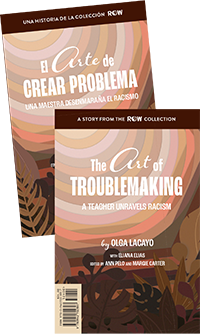 UNA HISTORIA DE LA COLECCIÓN ROW
El Arte de
CREAR PROBLEMA
UNA MAESTRA DESENMARAÑA EL RACISMO
A STORY FROM THE ROW COLLECTION
The Art of
TROUBLEMAKING
A TEACHER UNRAVELS RACISM
by OLGA LACAYO
WITH ELIANA ELIAS
EDITED BY ANN PELO AND MARGIE CARTER